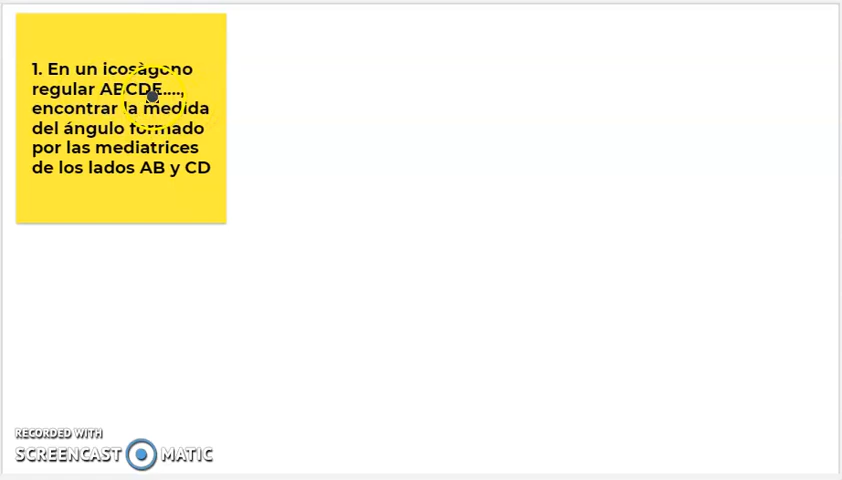 1. En un icoságono
regular ABCDE....,
encontrar la medida
del ángulo formado
por las mediatrices
de los lados AB y CD
RECORDED WITH
SCREENCAST MATIC